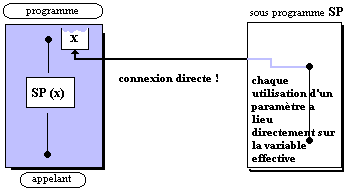 programme
sous programme SP
x
SP (x)
connexion directe !
chaque
utilisation d'un
paramètre a
lieu
directement sur
la variable
effective
appelant